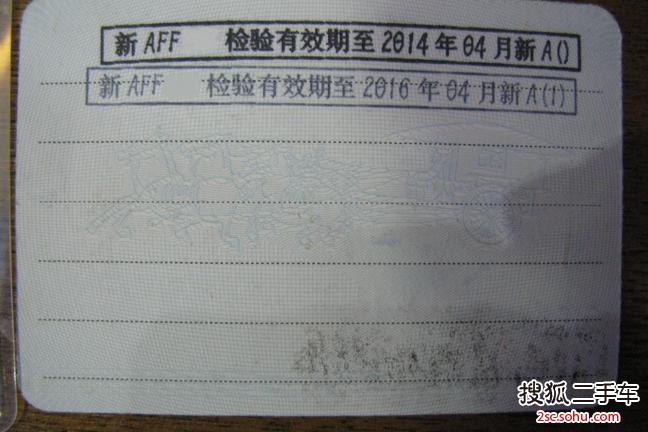 新AFF 检验有效期至2014年04月新A()
新AFF 检验有效期至2016年04月新A(1)
搜狐二手车
2sc.sohu.com